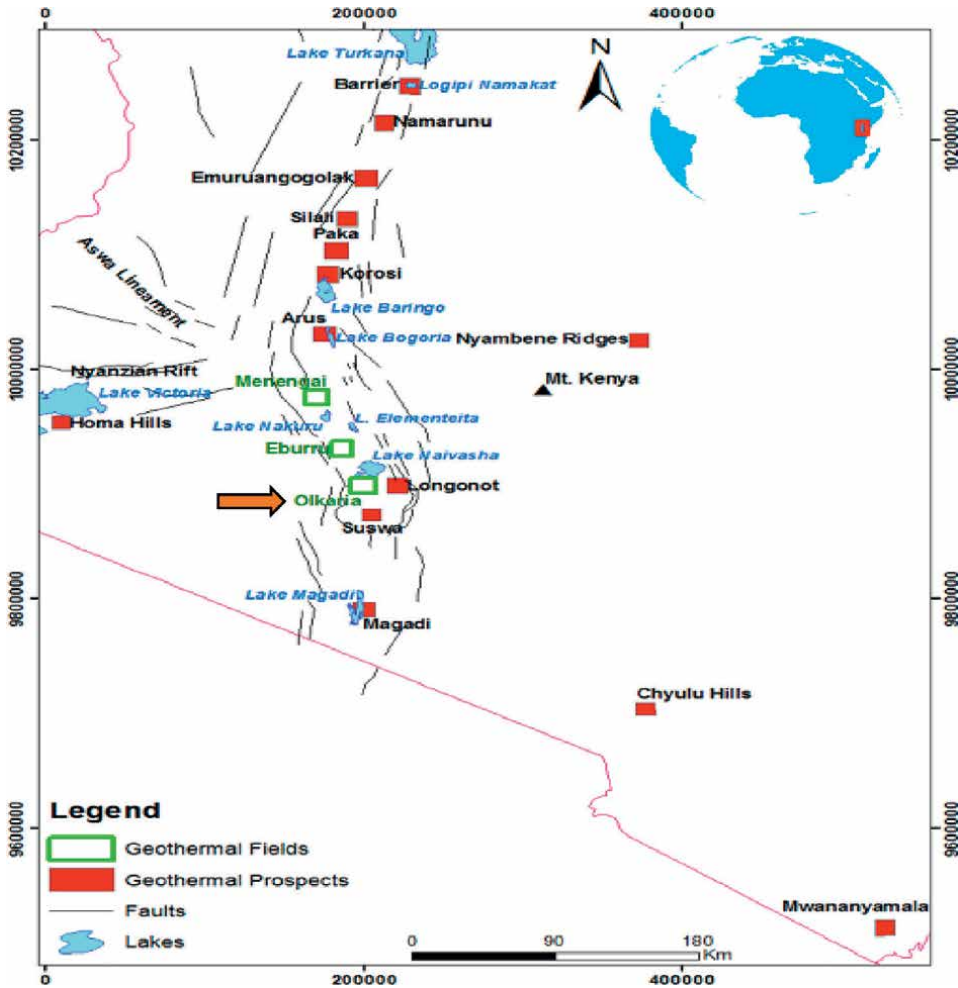 0 200000 400000
Lake Turkana
N
Barrier
Logipi Namakat
Namarunu
10200000
10200000
Emuruangogolak
Silali
Paka
Aswa Lineament
Korosi
Lake Baringo
Arus
Lake Bogoria
Nyambene Ridges
10000000
10000000
Nyanzian Rift
Menengai
Mt. Kenya
Lake Victoria
Homa Hills
Lake Nakuru
L. Elementeita
Eburru
Lake Naivasha
Longonot
Olkaria
Suswa
9800000
9800000
Lake Magadi
Magadi
Chyulu Hills
Legend
9600000
9600000
Geothermal Fields
Geothermal Prospects
Faults
Lakes
Mwananyamala
0 90 180
Km
0 200000 400000